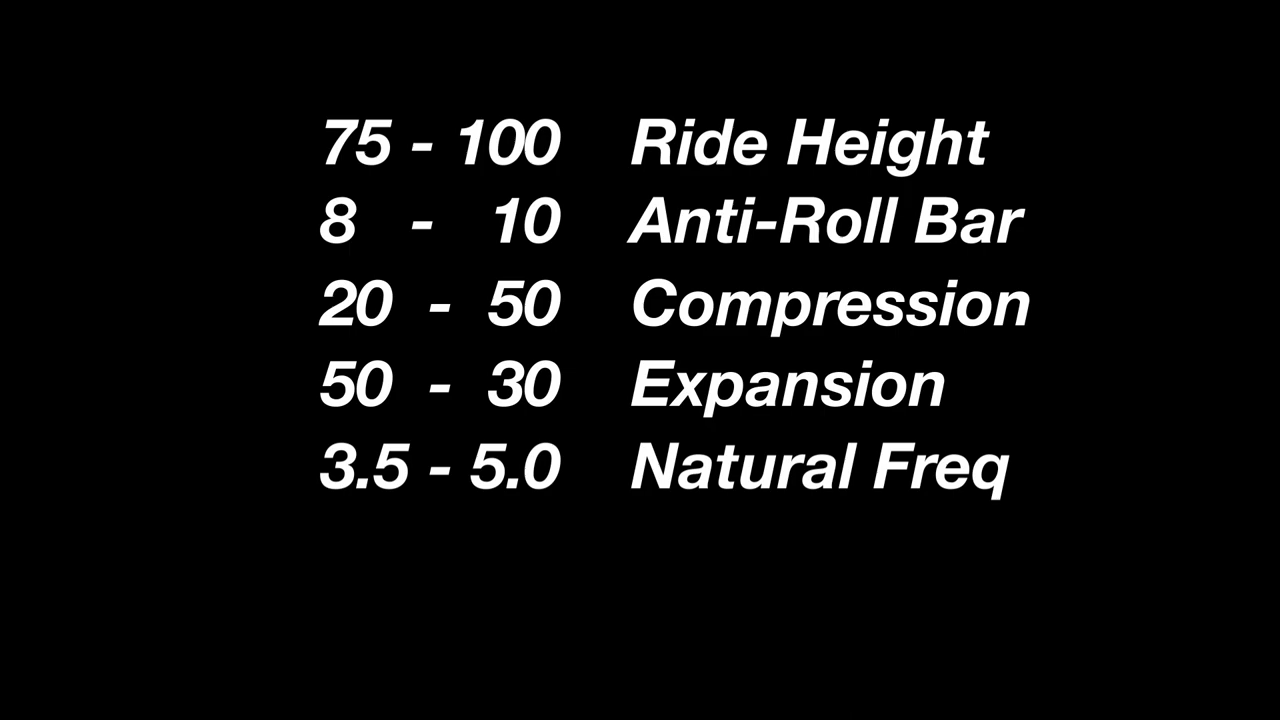 75 - 100 Ride Height
8 - 10 Anti-Roll Bar
20 - 50 Compression
50 - 30 Expansion
3.5 - 5.0 Natural Freq